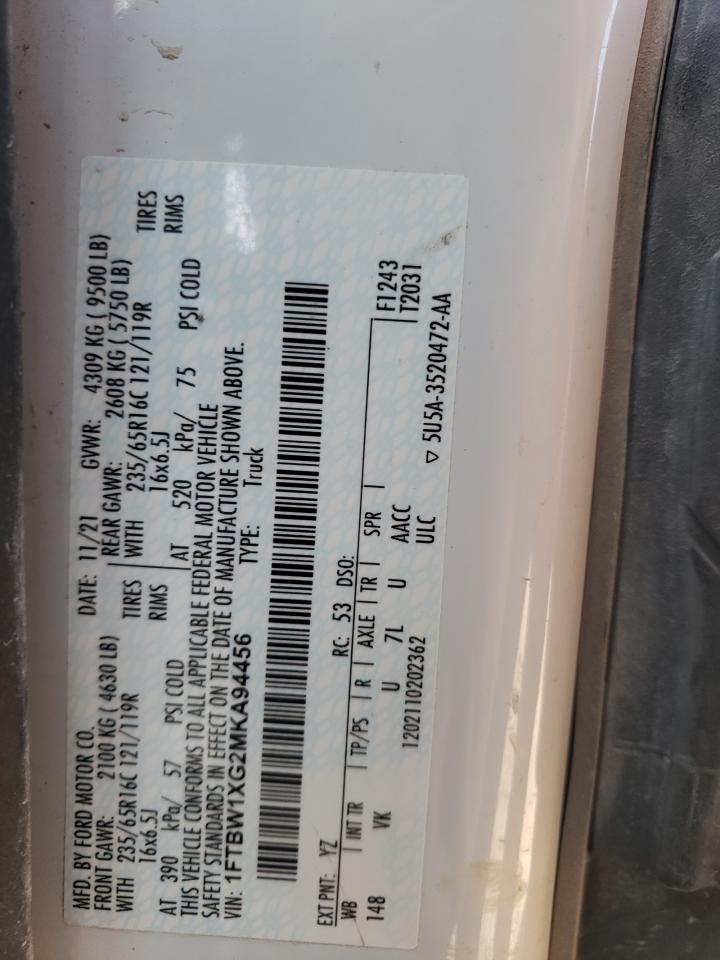 MFD. BY FORD MOTOR CO. DATE: 11/21 GVWR: 4309 KG ( 9500 LB)
FRONT GAWR: 2100 KG ( 4630 LB) REAR GAWR: 2608 KG ( 5750 LB)
WITH 235/65R16C 121/119R TIRES WITH 235/65R16C 121/119R TIRES
16x6.5J RIMS 16x6.5J RIMS
AT 390 kPa/ 57 PSI COLD AT 520 kPa/ 75 PSI COLD
THIS VEHICLE CONFORMS TO ALL APPLICABLE FEDERAL MOTOR VEHICLE
SAFETY STANDARDS IN EFFECT ON THE DATE OF MANUFACTURE SHOWN ABOVE.
VIN: 1FTBW1XG2MKA94456 TYPE: Truck
EXT PNT: YZ RC: 53 DSO:
WB | INT TR | TP/PS | R | AXLE | TR | SPR | F1243
148 VK U 7L U AACC T2031
1202110202362 ULC ▽ 5U5A-3520472-AA